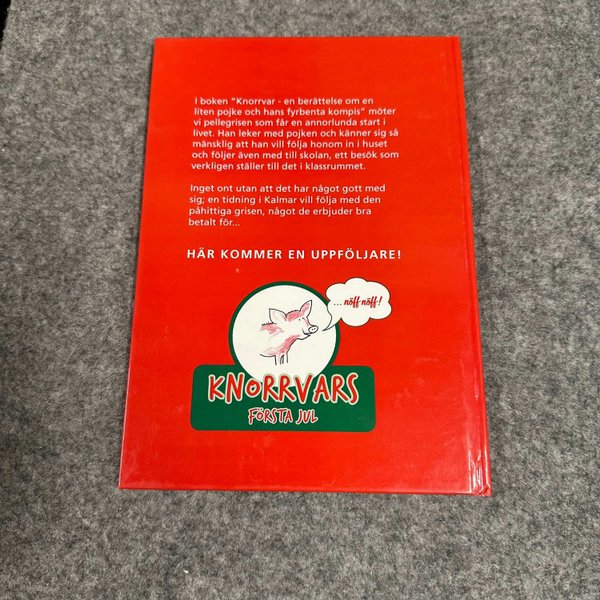 I boken "Knorrvar - en berättelse om en
liten pojke och hans fyrbenta kompis" möter
vi pellegrisen som får en annorlunda start i
livet. Han leker med pojken och känner sig så
mänsklig att han vill följa honom in i huset
och följer även med till skolan, ett besök som
verkligen ställer till det i klassrummet.
Inget ont utan att det har något gott med
sig; en tidning i Kalmar vill följa med den
påhittiga grisen, något de erbjuder bra
betalt för...
HÄR KOMMER EN UPPFÖLJARE!
... nöff nöff!
KNORRVARS
FÖRSTA JUL